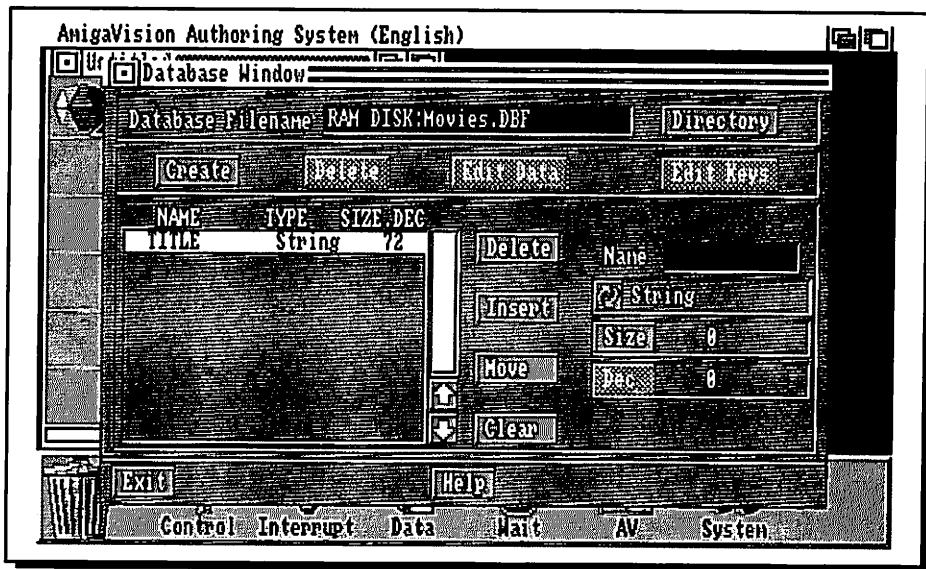 AmigaVision Authoring System (English)
Database Window
Database Filename RAM DISK:Movies.DBF Directory
Create Delete Edit Data Edit Keys
NAME TYPE SIZE.DEC
TITLE String 72
Delete
Insert
Move
Clear
Name
String
Size 0
Dec 0
Exit Help
Control Interrupt Data Wait AV System